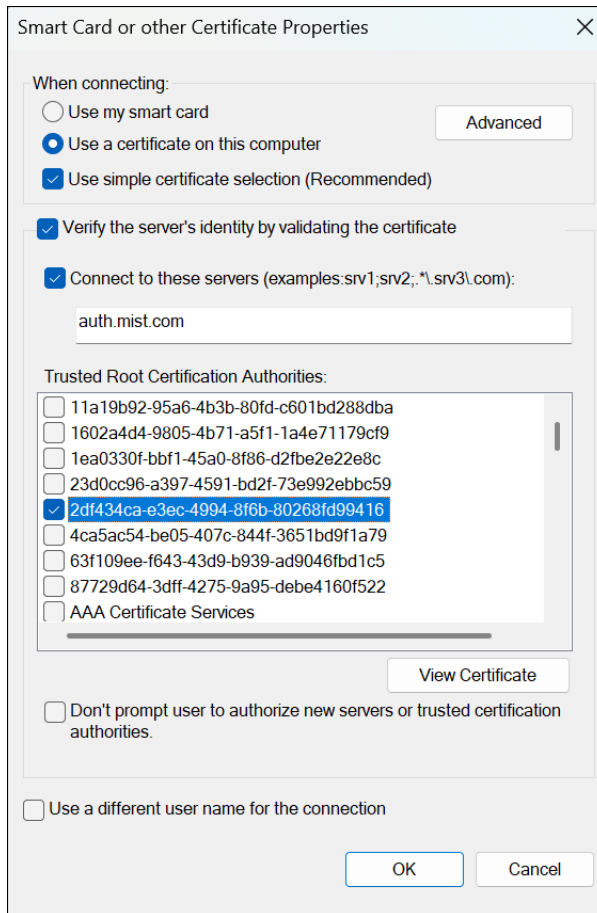 Smart Card or other Certificate Properties
When connecting:
Use my smart card
Advanced
Use a certificate on this computer
Use simple certificate selection (Recommended)
Verify the server's identity by validating the certificate
Connect to these servers (examples:srv1;srv2;.*\.srv3\.com):
auth.mist.com
Trusted Root Certification Authorities:
11a19b92-95a6-4b3b-80fd-c601bd288dba
1602a4d4-9805-4b71-a5f1-1a4e71179cf9
1ea0330f-bbf1-45a0-8f86-d2fbe2e22e8c
23d0cc96-a397-4591-bd2f-73e992ebbc59
2df434ca-e3ec-4994-8f6b-80268fd99416
4ca5ac54-be05-407c-844f-3651bd9f1a79
63f109ee-f643-43d9-b939-ad9046fbd1c5
87729d64-3dff-4275-9a95-debe4160f522
AAA Certificate Services
View Certificate
Don't prompt user to authorize new servers or trusted certification
authorities.
Use a different user name for the connection
OK
Cancel